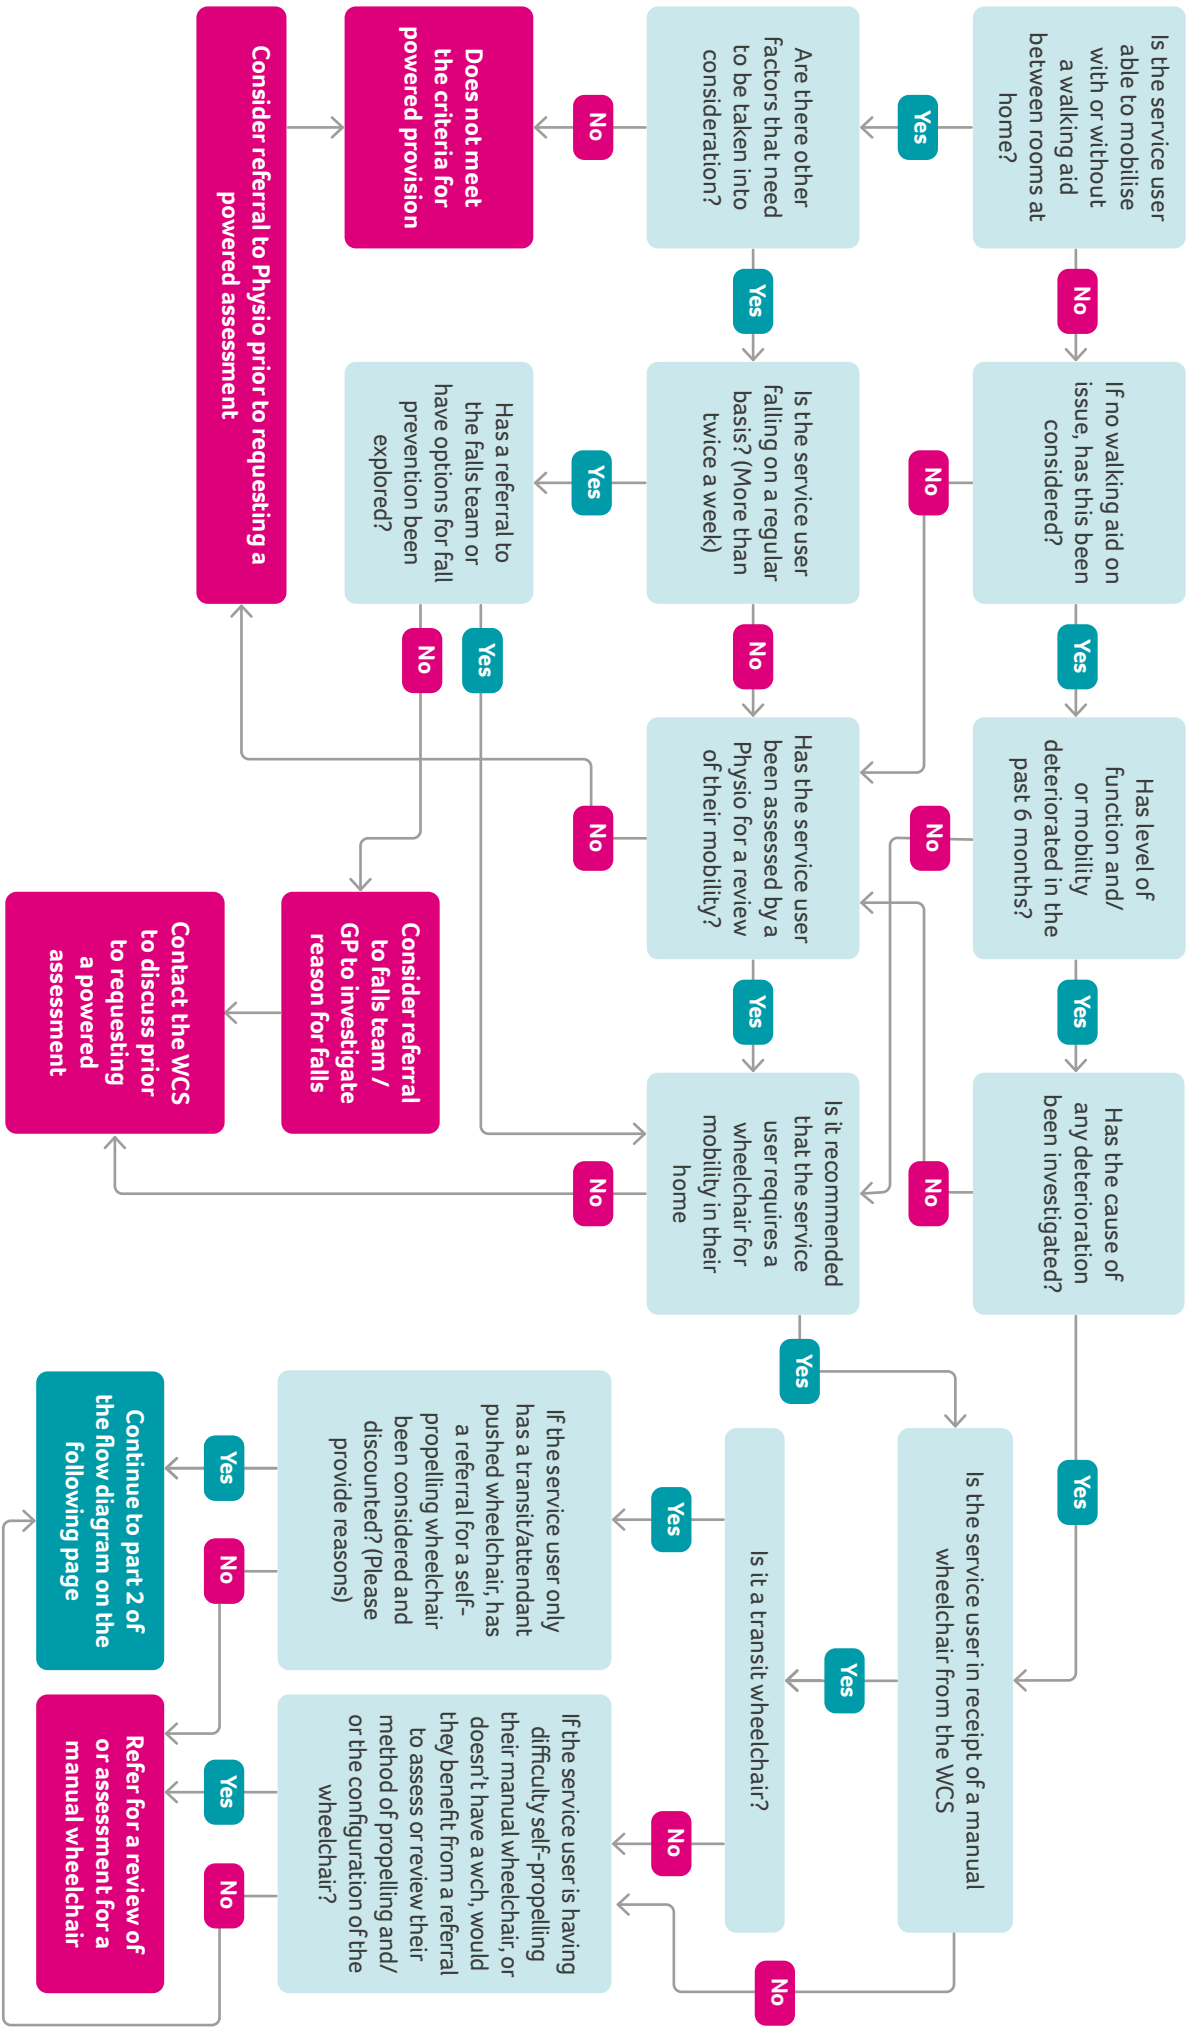 Is the service user
able to mobilise
with or without
a walking aid
between rooms at
home?
No
If no walking aid on
issue, has this been
considered?
Yes
Has level of
function and/
or mobility
deteriorated in the
past 6 months?
Yes
Has the cause of
any deterioration
been investigated?
Yes
Yes
No
No
No
Is the service user in receipt of a manual
wheelchair from the WCS
Are there other
factors that need
to be taken into
consideration?
Yes
Is the service user
falling on a regular
basis? (More than
twice a week)
No
Has the service user
been assessed by a
Physio for a review
of their mobility?
Yes
Is it recommended
that the service
user requires a
wheelchair for
mobility in their
home
Yes
Yes
Is it a transit wheelchair?
No
No
Yes
No
No
Yes
No
Does not meet
the criteria for
powered provision
Has a referral to
the falls team or
have options for fall
prevention been
explored?
Yes
No
Consider referral
to falls team /
GP to investigate
reason for falls
If the service user only
has a transit/attendant
pushed wheelchair, has
a referral for a self-
propelling wheelchair
been considered and
discounted? (Please
provide reasons)
If the service user is having
difficulty self-propelling
their manual wheelchair, or
doesn't have a wch, would
they benefit from a referral
to assess or review their
method of propelling and/
or the configuration of the
wheelchair?
Consider referral to Physio prior to requesting a
powered assessment
Contact the WCS
to discuss prior
to requesting
a powered
assessment
Yes
No
Yes
No
Continue to part 2 of
the flow diagram on the
following page
Refer for a review of
or assessment for a
manual wheelchair